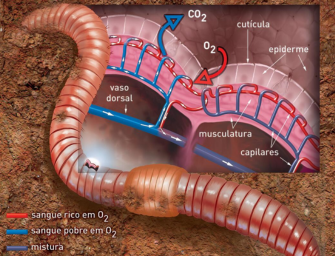 CO2
cutícula
O2
epiderme
vaso
dorsal
musculatura
capilares
sangue rico em O2
sangue pobre em O2
mistura